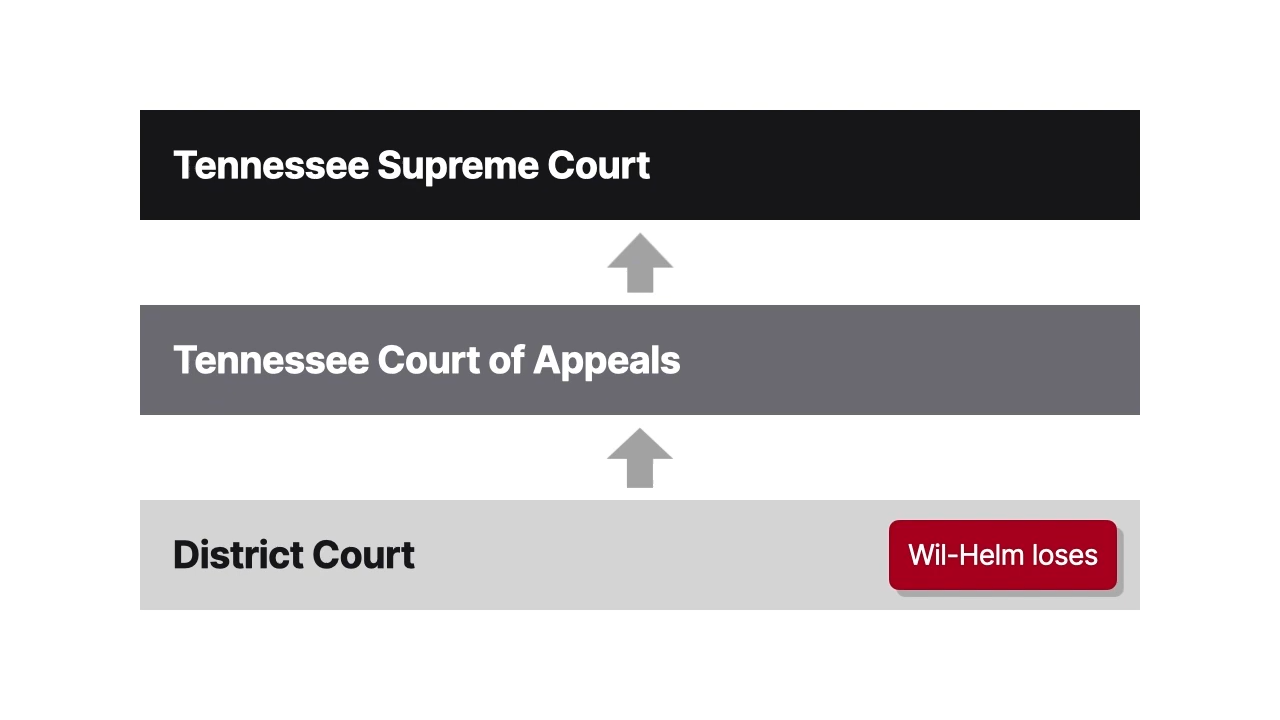 Tennessee Supreme Court
Tennessee Court of Appeals
District Court
Wil-Helm loses